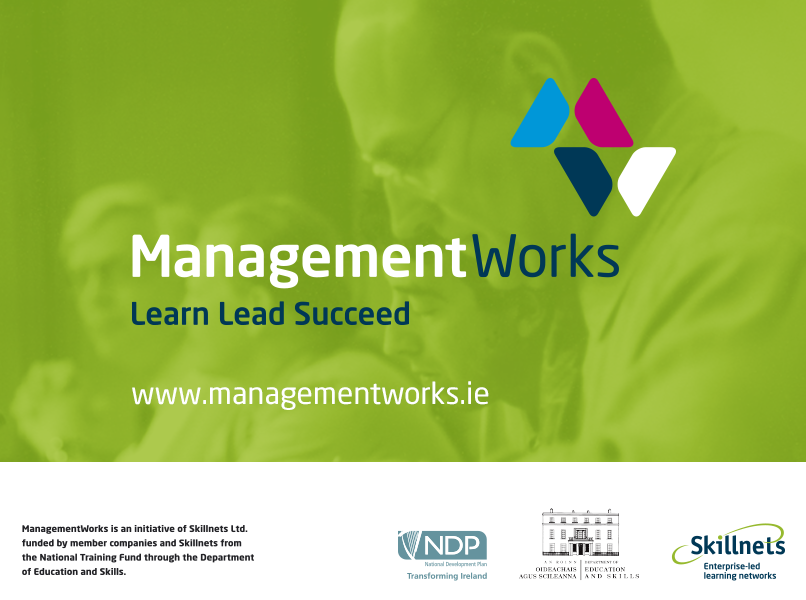 ManagementWorks
Learn Lead Succeed
www.managementworks.ie
ManagementWorks is an initiative of Skillnets Ltd.
funded by member companies and Skillnets from
the National Training Fund through the Department
of Education and Skills.
NDP
National Development Plan
Transforming Ireland
AN ROINN
OIDEACHAIS
AGUS SCILEANNA
DEPARTMENT OF
EDUCATION
AND SKILLS
Skillnets
Enterprise-led
learning networks